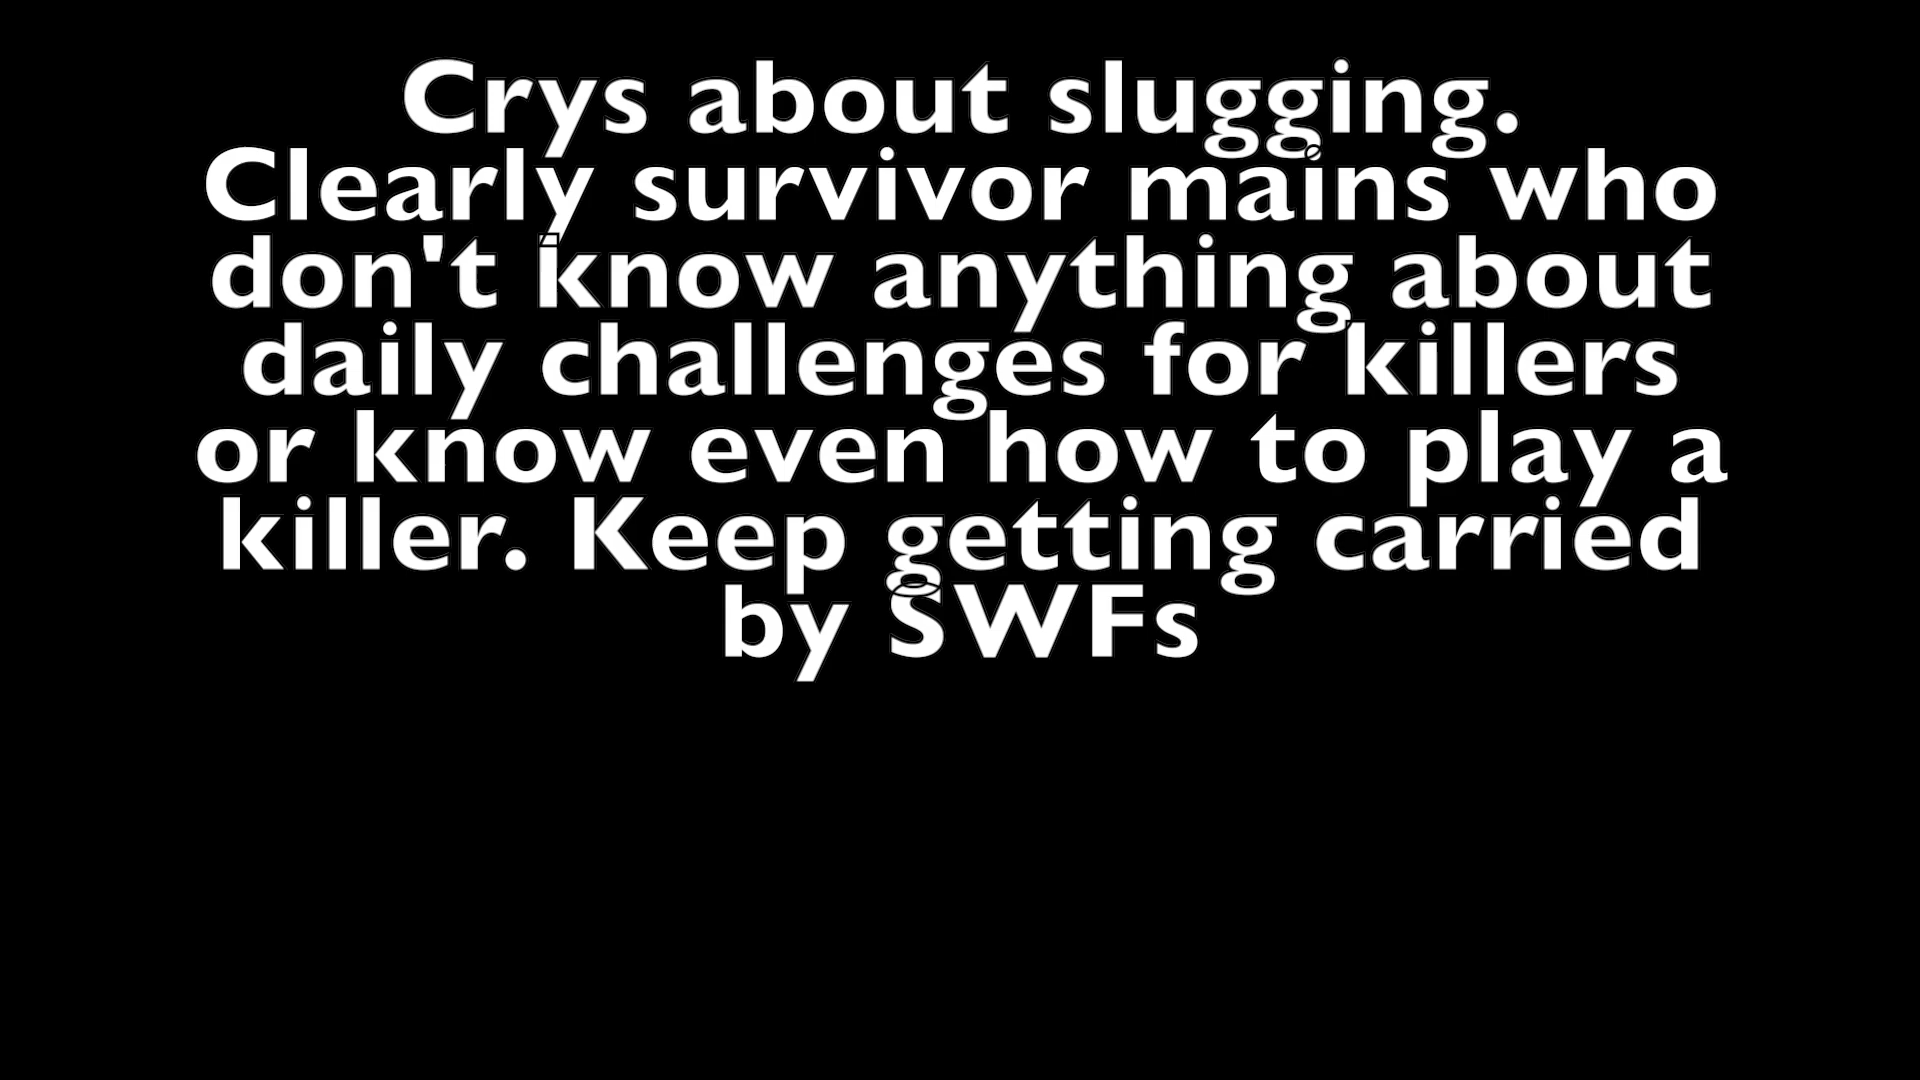 Crys about slugging.
Clearly survivor mains who
don't know anything about
daily challenges for killers
or know even how to play a
killer. Keep getting carried
by SWFs